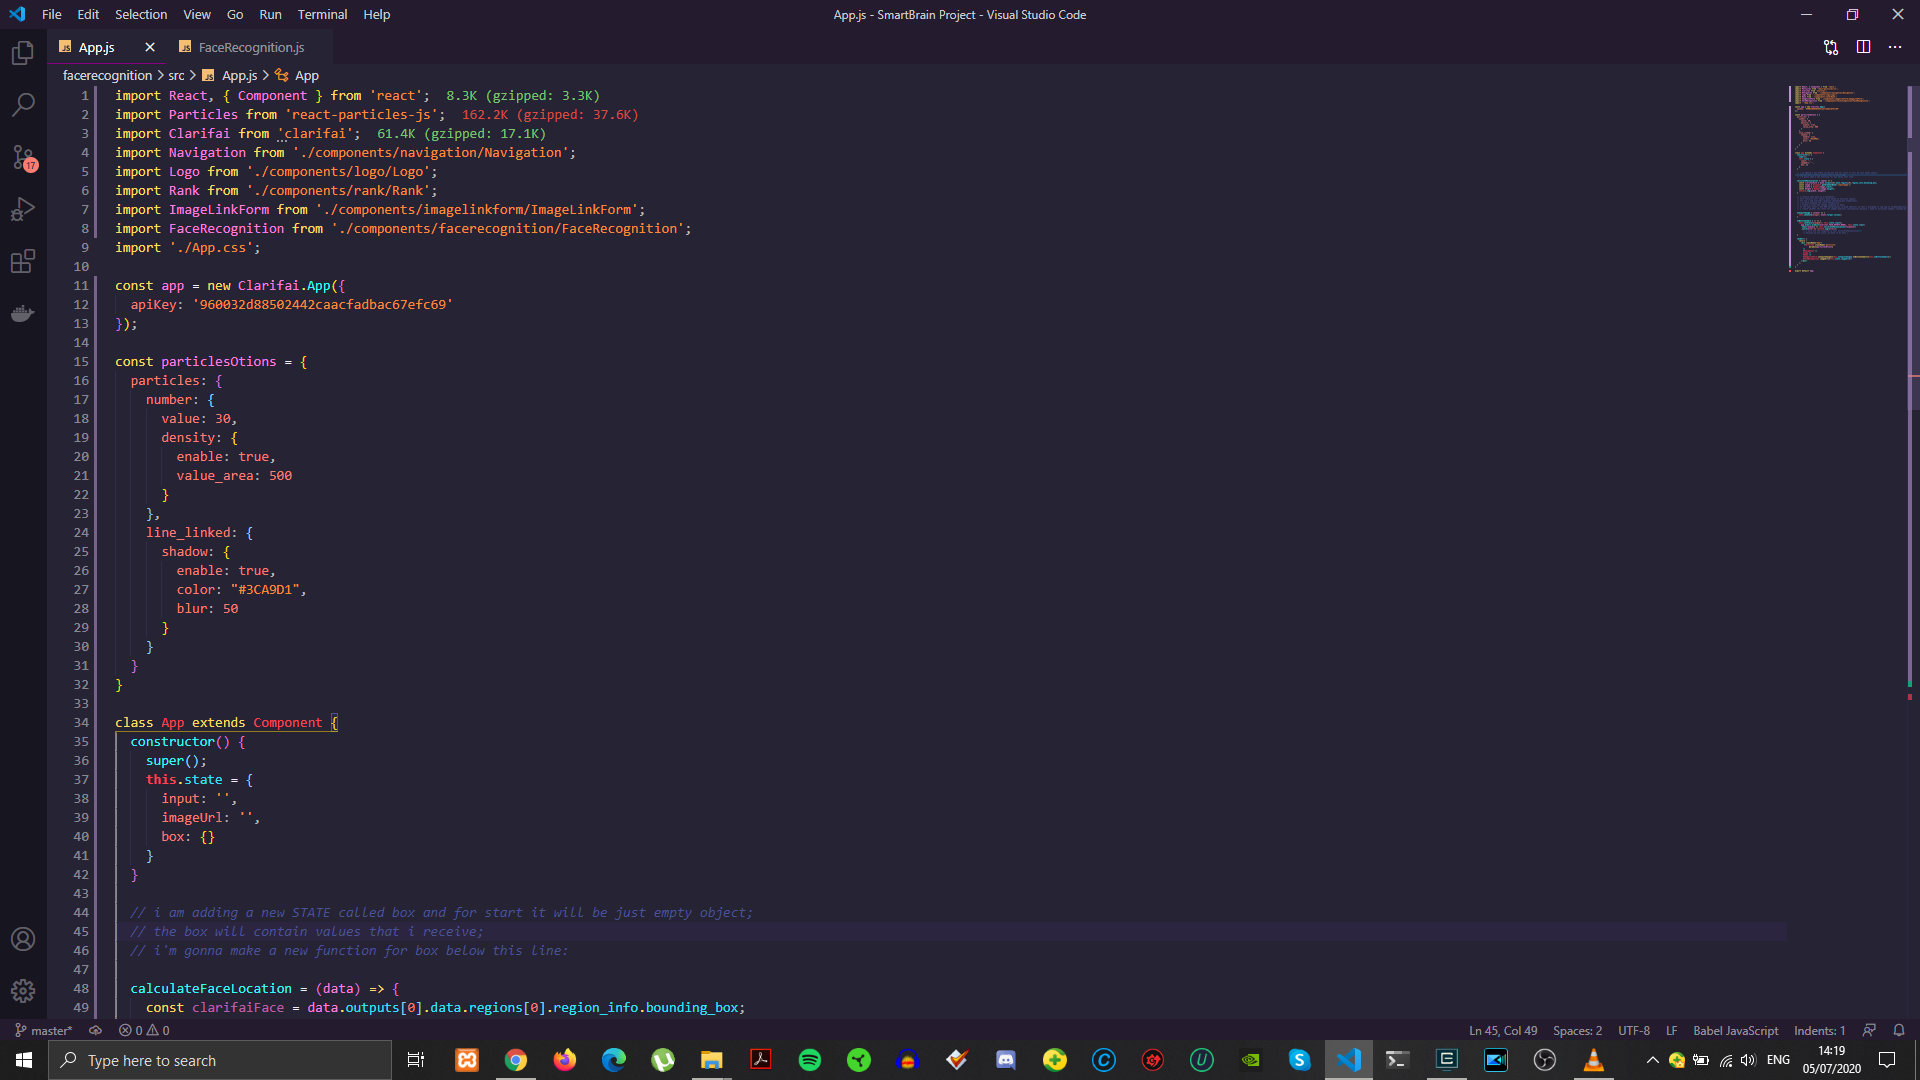 File Edit Selection View Go Run Terminal Help
App.js - SmartBrain Project - Visual Studio Code
JS App.js
JS FaceRecognition.js
facerecognition > src > JS App.js > App
1 import React, { Component } from 'react'; 8.3K (gzipped: 3.3K)
2 import Particles from 'react-particles-js'; 162.2K (gzipped: 37.6K)
3 import Clarifai from 'clarifai'; 61.4K (gzipped: 17.1K)
4 import Navigation from './components/navigation/Navigation';
5 import Logo from './components/logo/Logo';
6 import Rank from './components/rank/Rank';
7 import ImageLinkForm from './components/imagelinkform/ImageLinkForm';
8 import FaceRecognition from './components/facerecognition/FaceRecognition';
9 import './App.css';
10
11 const app = new Clarifai.App({
12 apiKey: '960032d88502442caacfadbac67efc69'
13 });
14
15 const particlesOtions = {
16 particles: {
17 number: {
18 value: 30,
19 density: {
20 enable: true,
21 value_area: 500
22 }
23 },
24 line_linked: {
25 shadow: {
26 enable: true,
27 color: "#3CA9D1",
28 blur: 50
29 }
30 }
31 }
32 }
33
34 class App extends Component {
35 constructor() {
36 super();
37 this.state = {
38 input: '',
39 imageUrl: '',
40 box: {}
41 }
42 }
43
44 // i am adding a new STATE called box and for start it will be just empty object;
45 // the box will contain values that i receive;
46 // i'm gonna make a new function for box below this line:
47
48 calculateFaceLocation = (data) => {
49 const clarifaiFace = data.outputs[0].data.regions[0].region_info.bounding_box;
17
master* 0 0
Ln 45, Col 49 Spaces: 2 UTF-8 LF Babel JavaScript Indents: 1
Type here to search
ENG
14:19
05/07/2020